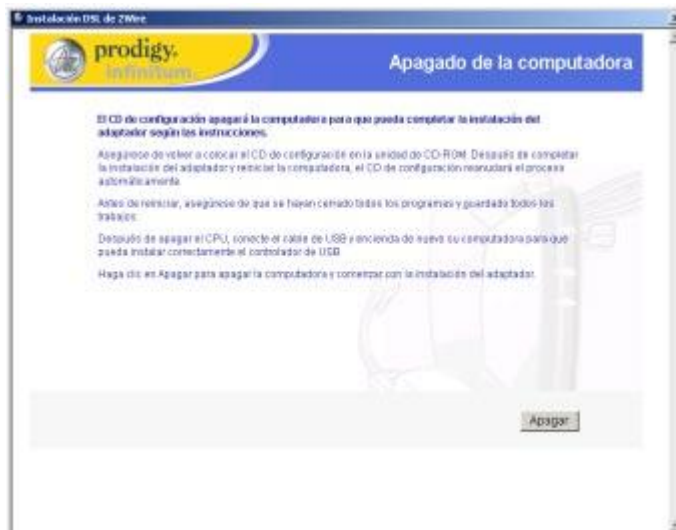 Instalación DSL de 2Wire
prodigy.
infinitum
Apagado de la computadora
El CD de configuración apagará la computadora para que pueda completar la instalación del
adaptador según las instrucciones.
Asegúrese de volver a colocar el CD de configuración en la unidad de CD-ROM. Después de completar
la instalación del adaptador y reiniciar la computadora, el CD de configuración reanudará el proceso
automáticamente.
Antes de reiniciar, asegúrese de que se hayan cerrado todos los programas y guardado todos los
trabajos.
Después de apagar el CPU, conecte el cable de USB y encienda de nuevo su computadora para que
pueda instalar correctamente el controlador de USB.
Haga clic en Apagar para apagar la computadora y comenzar con la instalación del adaptador.
Apagar